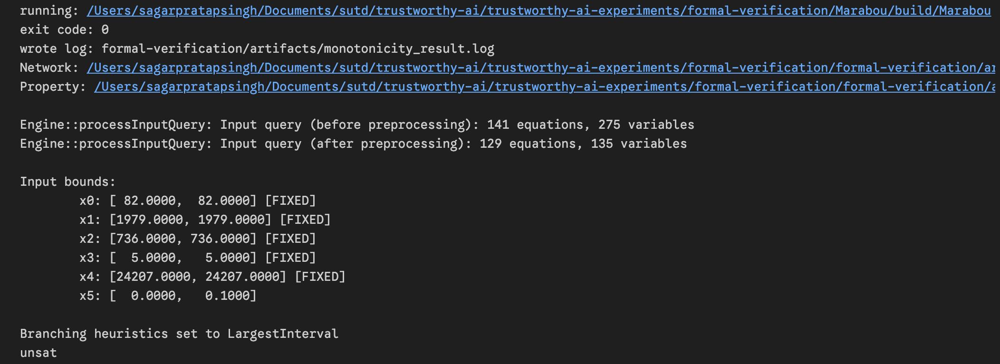 running: /Users/sagarpratapsingh/Documents/sutd/trustworthy-ai/trustworthy-ai-experiments/formal-verification/Marabou/build/Marabou
exit code: 0
wrote log: formal-verification/artifacts/monotonicity_result.log
Network: /Users/sagarpratapsingh/Documents/sutd/trustworthy-ai/trustworthy-ai-experiments/formal-verification/formal-verification/ar
Property: /Users/sagarpratapsingh/Documents/sutd/trustworthy-ai/trustworthy-ai-experiments/formal-verification/formal-verification/a
Engine::processInputQuery: Input query (before preprocessing): 141 equations, 275 variables
Engine::processInputQuery: Input query (after preprocessing): 129 equations, 135 variables
Input bounds:
x0: [ 82.0000,  82.0000] [FIXED]
x1: [1979.0000, 1979.0000] [FIXED]
x2: [736.0000, 736.0000] [FIXED]
x3: [  5.0000,   5.0000] [FIXED]
x4: [24207.0000, 24207.0000] [FIXED]
x5: [  0.0000,   0.1000]
Branching heuristics set to LargestInterval
unsat